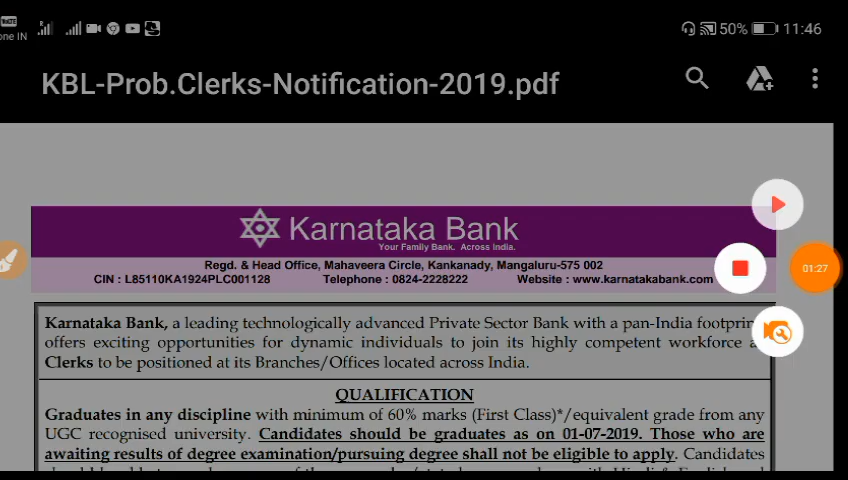 one IN 50% 11:46
KBL-Prob.Clerks-Notification-2019.pdf
Karnataka Bank
Your Family Bank. Across India.
Regd. & Head Office, Mahaveera Circle, Kankanady, Mangaluru-575 002
CIN : L85110KA1924PLC001128 Telephone : 0824-2228222 Website : www.karnatakabank.com
01:27
Karnataka Bank, a leading technologically advanced Private Sector Bank with a pan-India footprin
offers exciting opportunities for dynamic individuals to join its highly competent workforce a
Clerks to be positioned at its Branches/Offices located across India.
QUALIFICATION
Graduates in any discipline with minimum of 60% marks (First Class)*/equivalent grade from any
UGC recognised university. Candidates should be graduates as on 01-07-2019. Those who are
awaiting results of degree examination/pursuing degree shall not be eligible to apply. Candidates